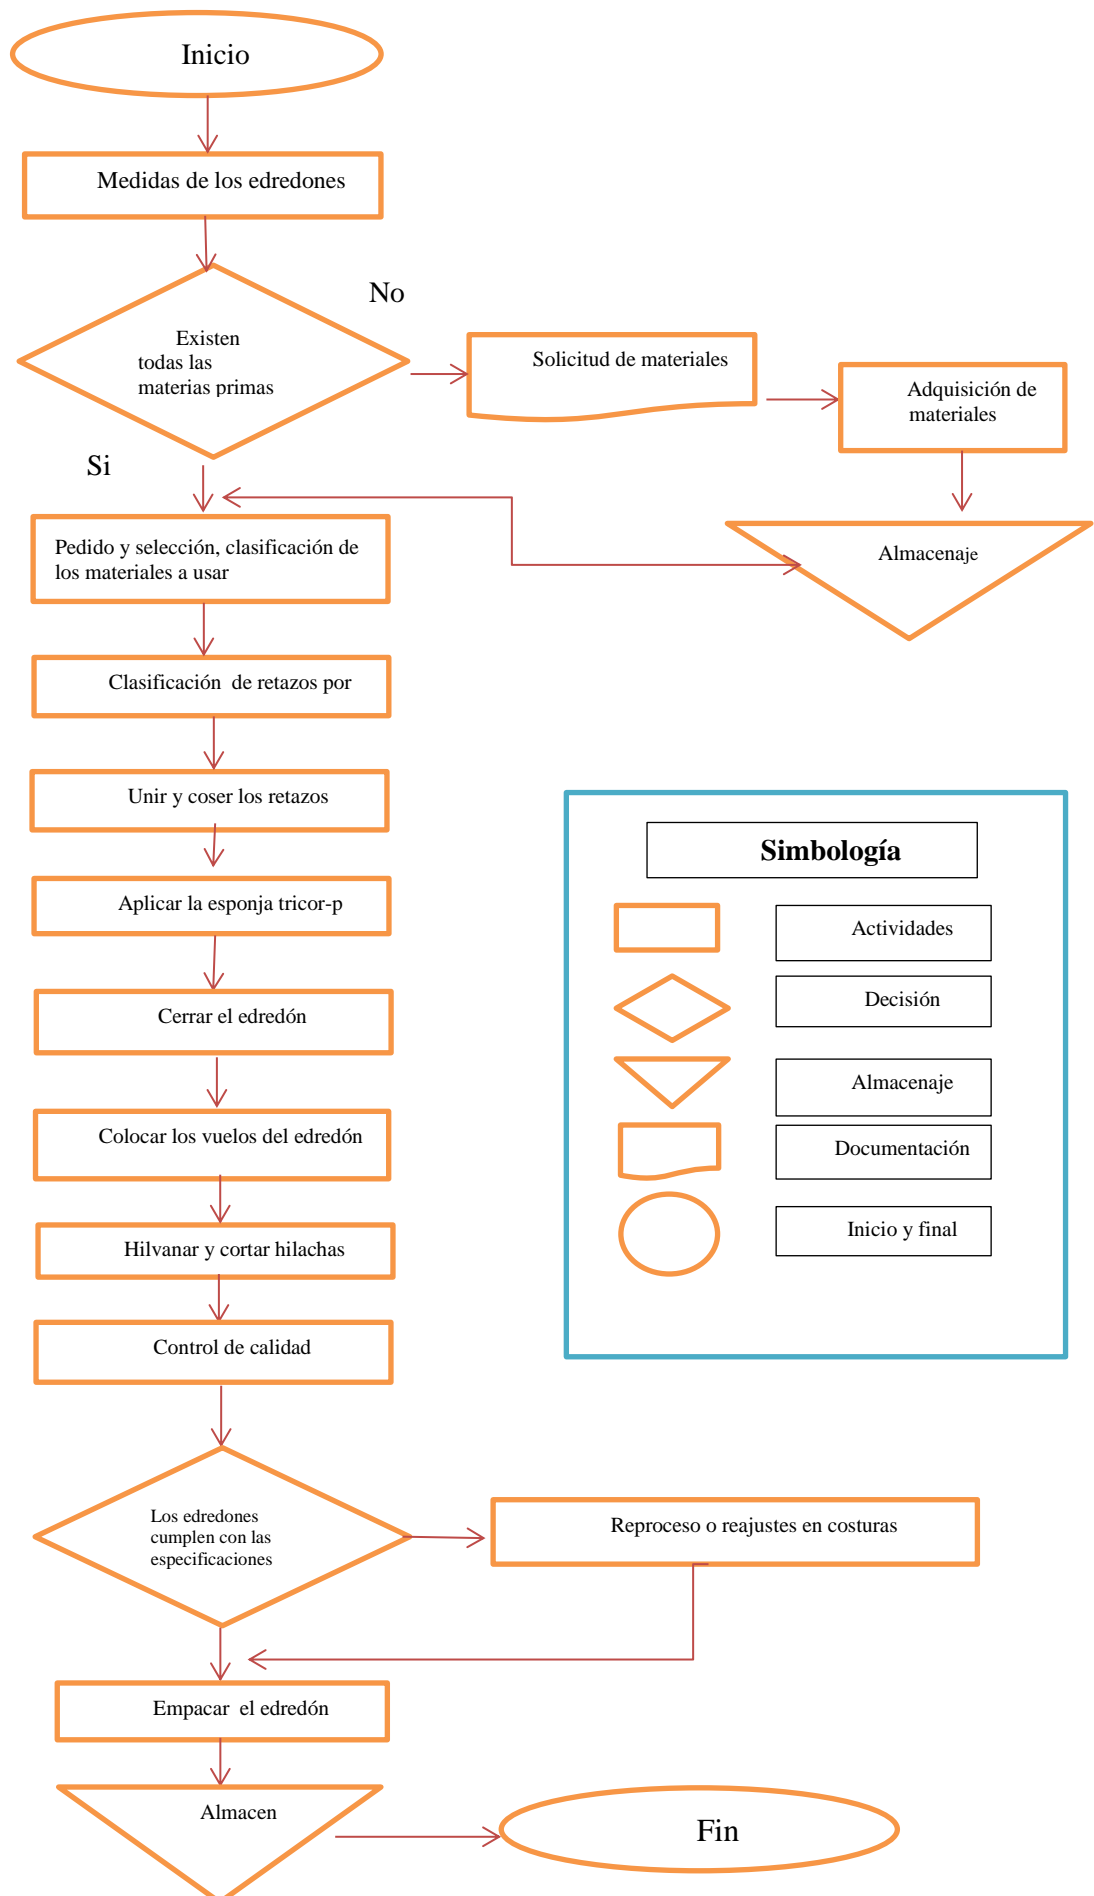 Inicio
Medidas de los edredones
No
Existen
todas las
materias primas
Solicitud de materiales
Adquisición de
materiales
Si
Almacenaje
Pedido y selección, clasificación de
los materiales a usar
Clasificación de retazos por
Unir y coser los retazos
Aplicar la esponja tricor-p
Cerrar el edredón
Colocar los vuelos del edredón
Hilvanar y cortar hilachas
Control de calidad
Simbología
Actividades
Decisión
Almacenaje
Documentación
Inicio y final
Los edredones
cumplen con las
especificaciones
Reproceso o reajustes en costuras
Empacar el edredón
Almacen
Fin